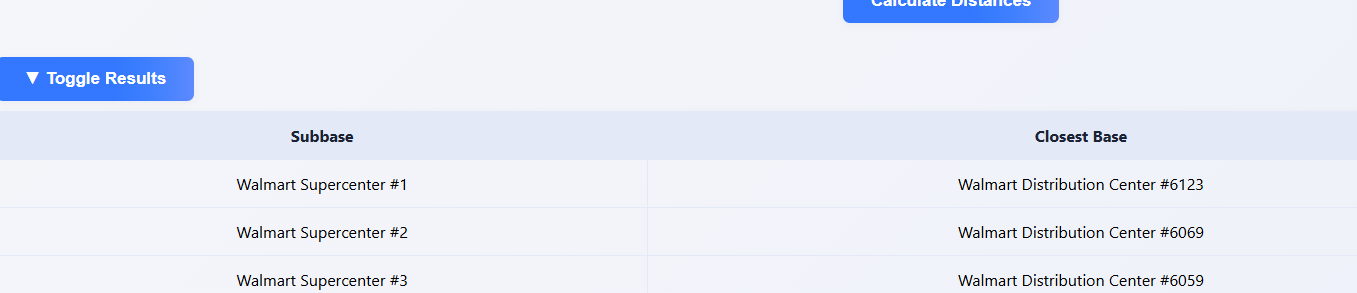 Calculate Distances
▼ Toggle Results
Subbase Closest Base
Walmart Supercenter #1 Walmart Distribution Center #6123
Walmart Supercenter #2 Walmart Distribution Center #6069
Walmart Supercenter #3 Walmart Distribution Center #6059